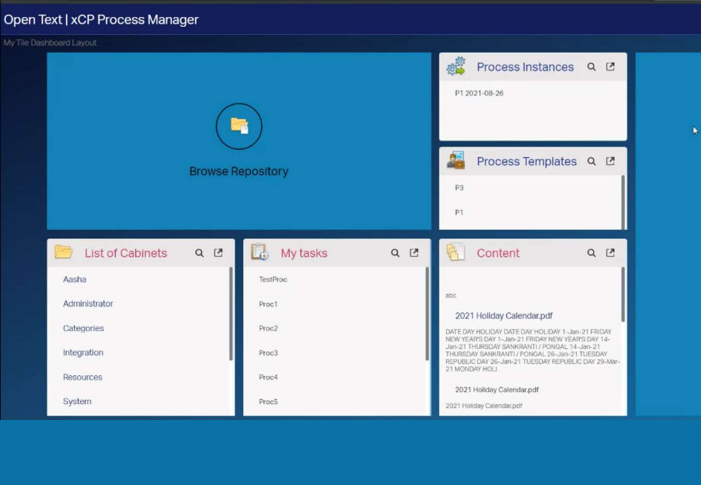 Open Text | xCP Process Manager
My Tile Dashboard Layout
Browse Repository
Process Instances
P1 2021-08-26
Process Templates
P3
P1
List of Cabinets
Aasha
Administrator
Categories
Integration
Resources
System
My tasks
TestProc
Proc1
Proc2
Proc3
Proc4
Proc5
Content
abc
2021 Holiday Calendar.pdf
DATE DAY HOLIDAY DATE DAY HOLIDAY 1-Jan-21 FRIDAY
NEW YEAR'S DAY 1-Jan-21 FRIDAY NEW YEAR'S DAY 14-
Jan-21 THURSDAY SANKRANTI / PONGAL 14-Jan-21
THURSDAY SANKRANTI / PONGAL 26-Jan-21 TUESDAY
REPUBLIC DAY 26-Jan-21 TUESDAY REPUBLIC DAY 29-Mar-
21 MONDAY HOLI
2021 Holiday Calendar.pdf
2021 Holiday Calendar.pdf